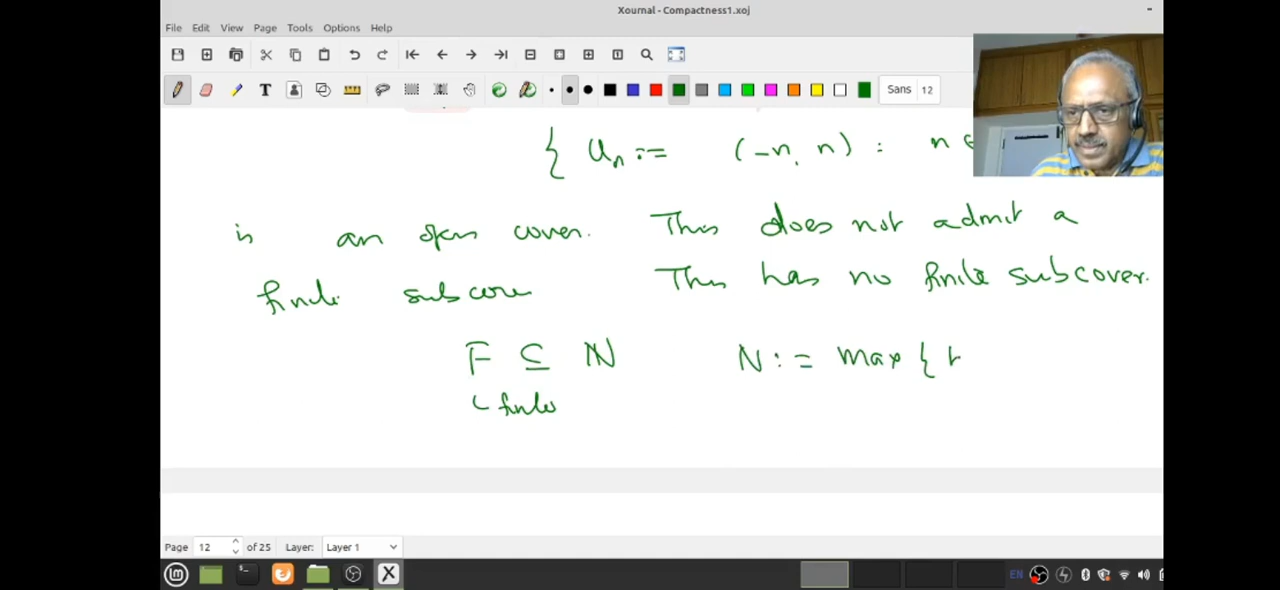 Xournal - Compactness1.xoj
File Edit View Page Tools Options Help
Sans 12
{ Un := (-n, n) : n
is an open cover. This does not admit a
finite subcover This has no finite subcover.
F ⊆ ℕ N := max {
finite
Page 12 of 25 Layer: Layer 1
EN